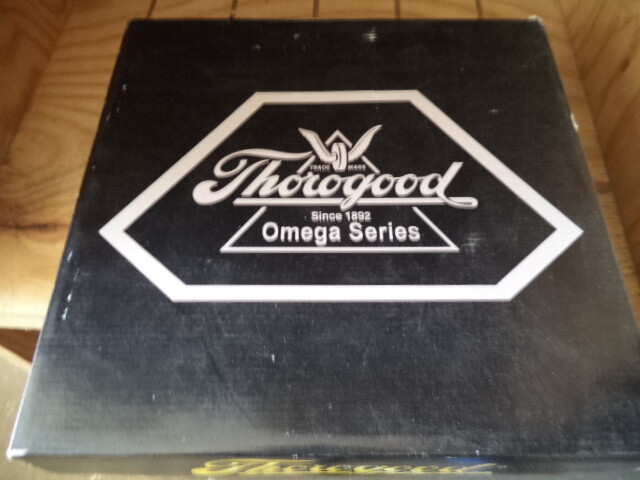 TRADE MARK
Thorogood
Since 1892
Omega Series
Thorogood